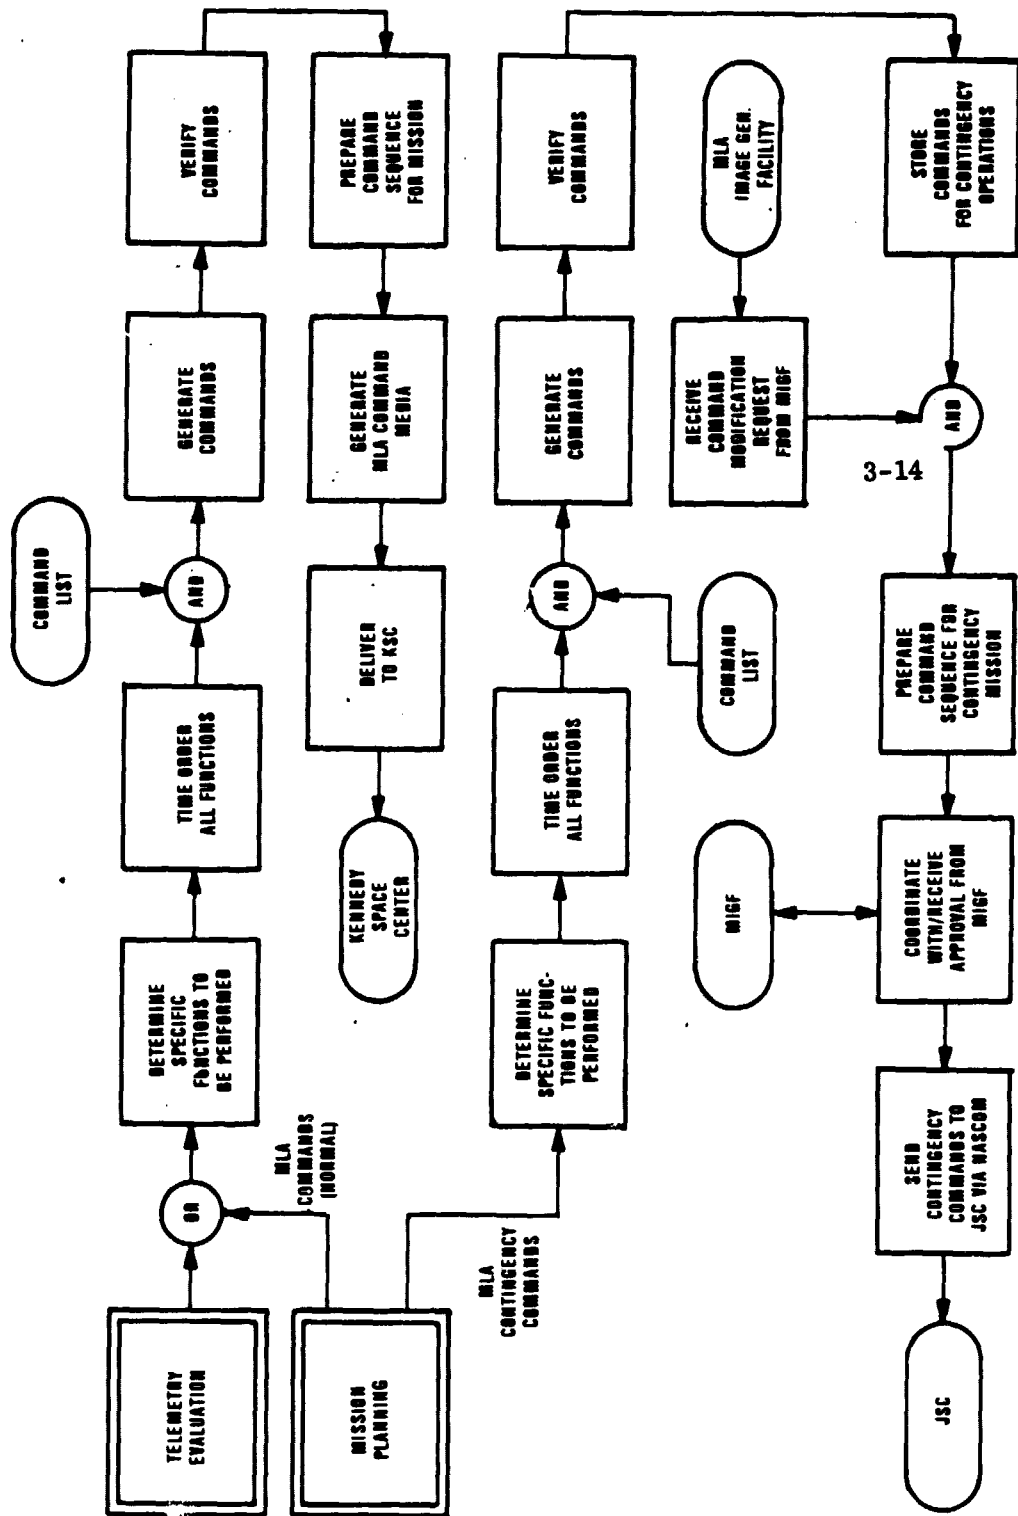 COMMAND
LIST
TELEMETRY
EVALUATION
OR
DETERMINE
SPECIFIC
FUNCTIONS TO
BE PERFORMED
TIME ORDER
ALL FUNCTIONS
AND
GENERATE
COMMANDS
VERIFY
COMMANDS
MISSION
PLANNING
MLA
COMMANDS
(NORMAL)
KENNEDY
SPACE
CENTER
DELIVER
TO KSC
GENERATE
MLA COMMAND
MEDIA
PREPARE
COMMAND
SEQUENCE
FOR MISSION
MLA
CONTINGENCY
COMMANDS
DETERMINE
SPECIFIC FUNC-
TIONS TO BE
PERFORMED
TIME ORDER
ALL FUNCTIONS
AND
GENERATE
COMMANDS
VERIFY
COMMANDS
COMMAND
LIST
MIGF
RECEIVE
COMMAND
MODIFICATION
REQUEST
FROM MIGF
MLA
IMAGE GEN.
FACILITY
3-14
JSC
SEND
CONTINGENCY
COMMANDS TO
JSC VIA NASCOM
COORDINATE
WITH/RECEIVE
APPROVAL FROM
MIGF
PREPARE
COMMAND
SEQUENCE FOR
CONTINGENCY
MISSION
AND
STORE
COMMANDS
FOR CONTINGENCY
OPERATIONS